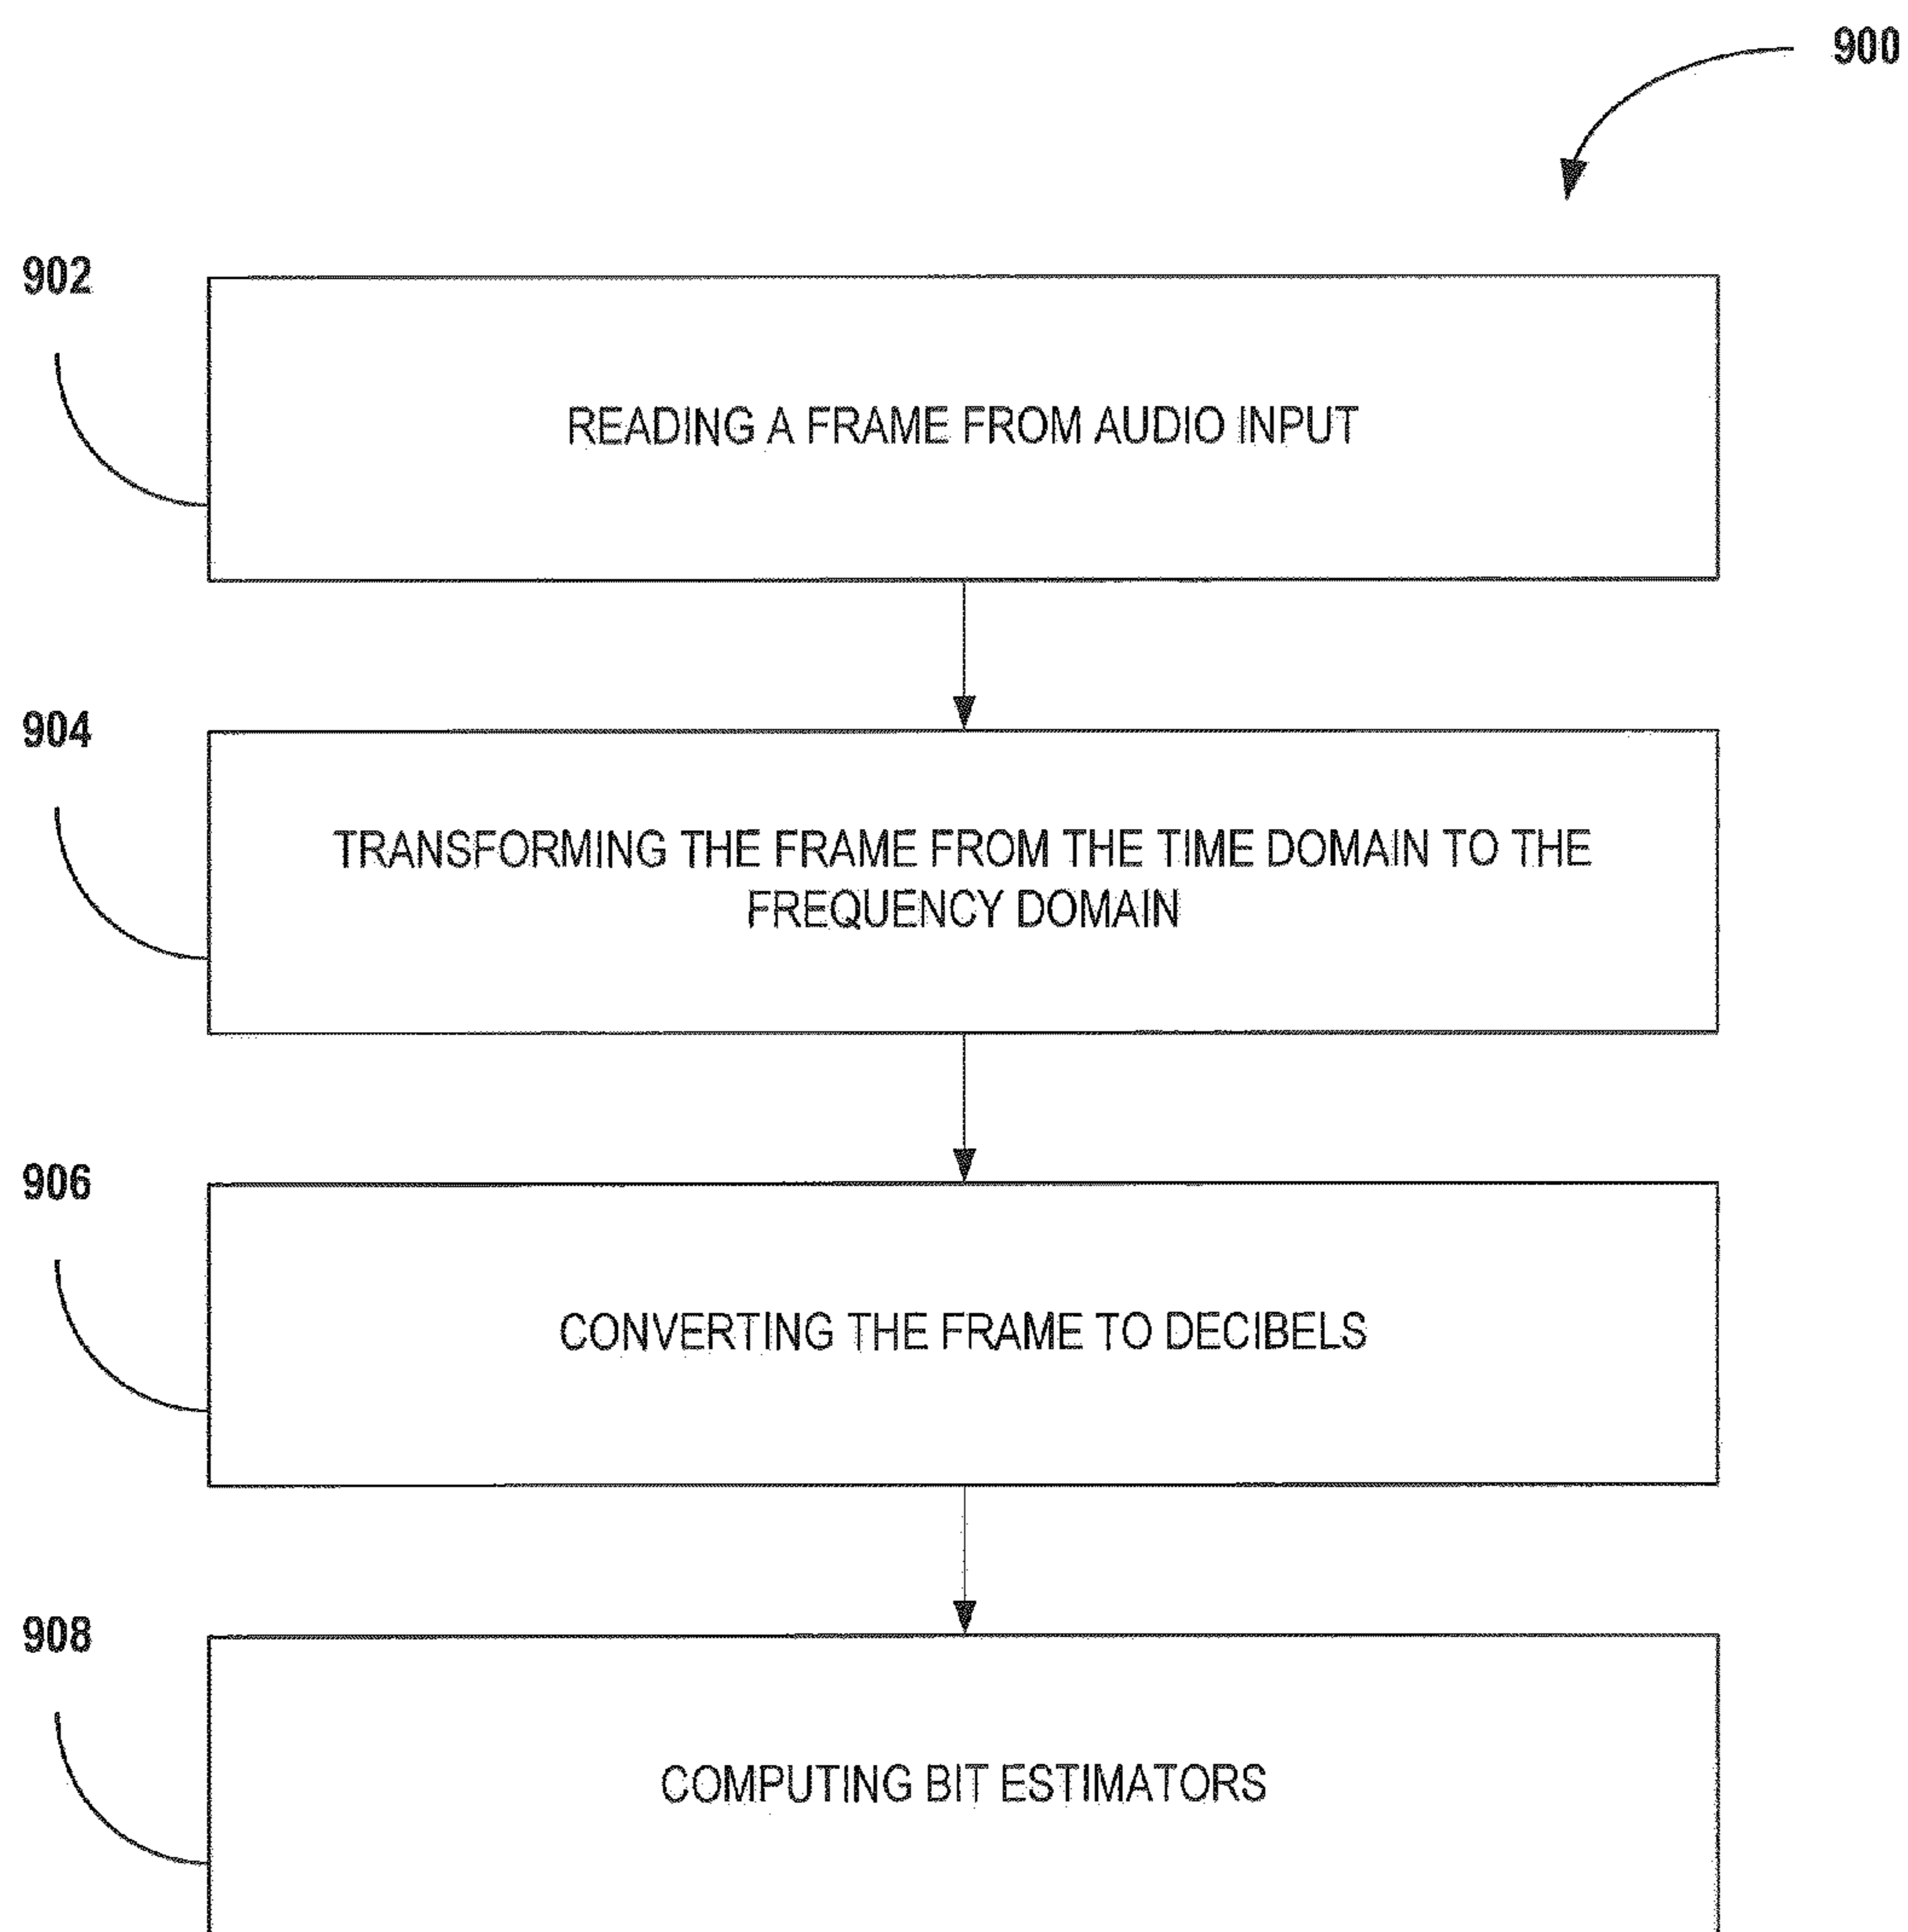 900
902
READING A FRAME FROM AUDIO INPUT
904
TRANSFORMING THE FRAME FROM THE TIME DOMAIN TO THE
FREQUENCY DOMAIN
906
CONVERTING THE FRAME TO DECIBELS
908
COMPUTING BIT ESTIMATORS